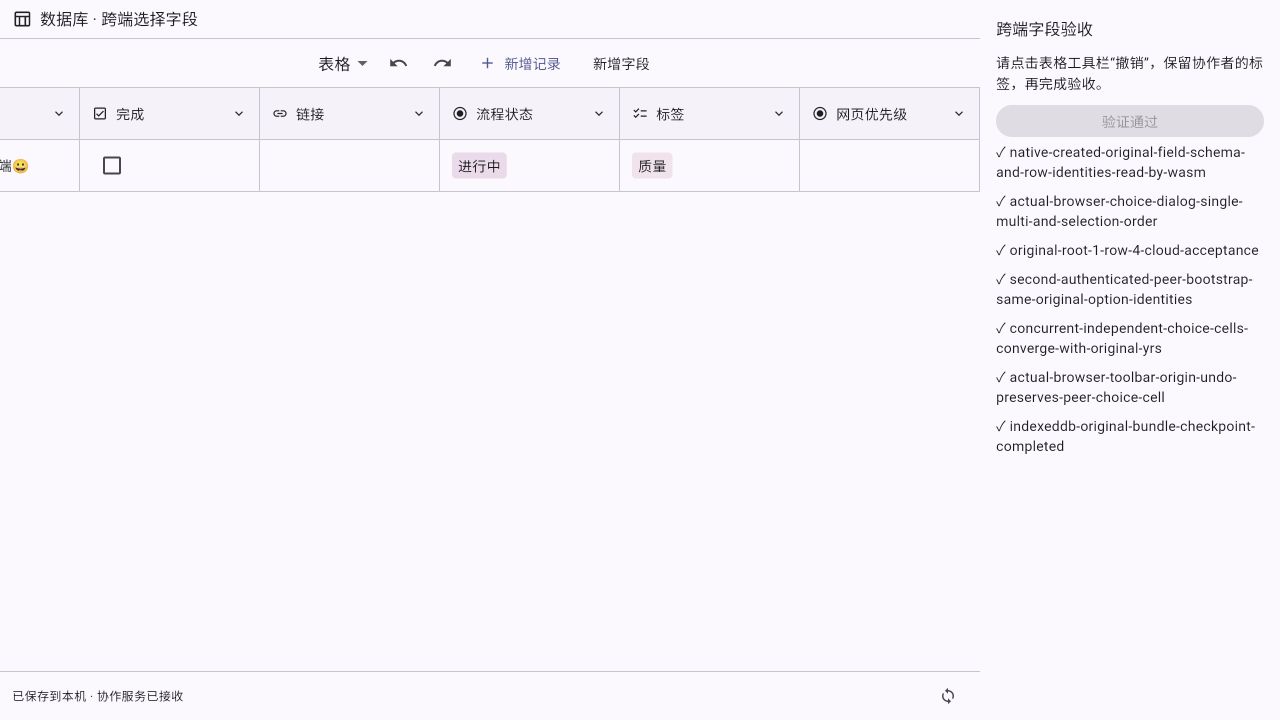 数据库 · 跨端选择字段
表格
新增记录
新增字段
完成
链接
流程状态
标签
网页优先级
端😀
进行中
质量
已保存到本机 · 协作服务已接收
跨端字段验收
请点击表格工具栏“撤销”，保留协作者的标
签，再完成验收。
验证通过
✓ native-created-original-field-schema-
and-row-identities-read-by-wasm
✓ actual-browser-choice-dialog-single-
multi-and-selection-order
✓ original-root-1-row-4-cloud-acceptance
✓ second-authenticated-peer-bootstrap-
same-original-option-identities
✓ concurrent-independent-choice-cells-
converge-with-original-yrs
✓ actual-browser-toolbar-origin-undo-
preserves-peer-choice-cell
✓ indexeddb-original-bundle-checkpoint-
completed